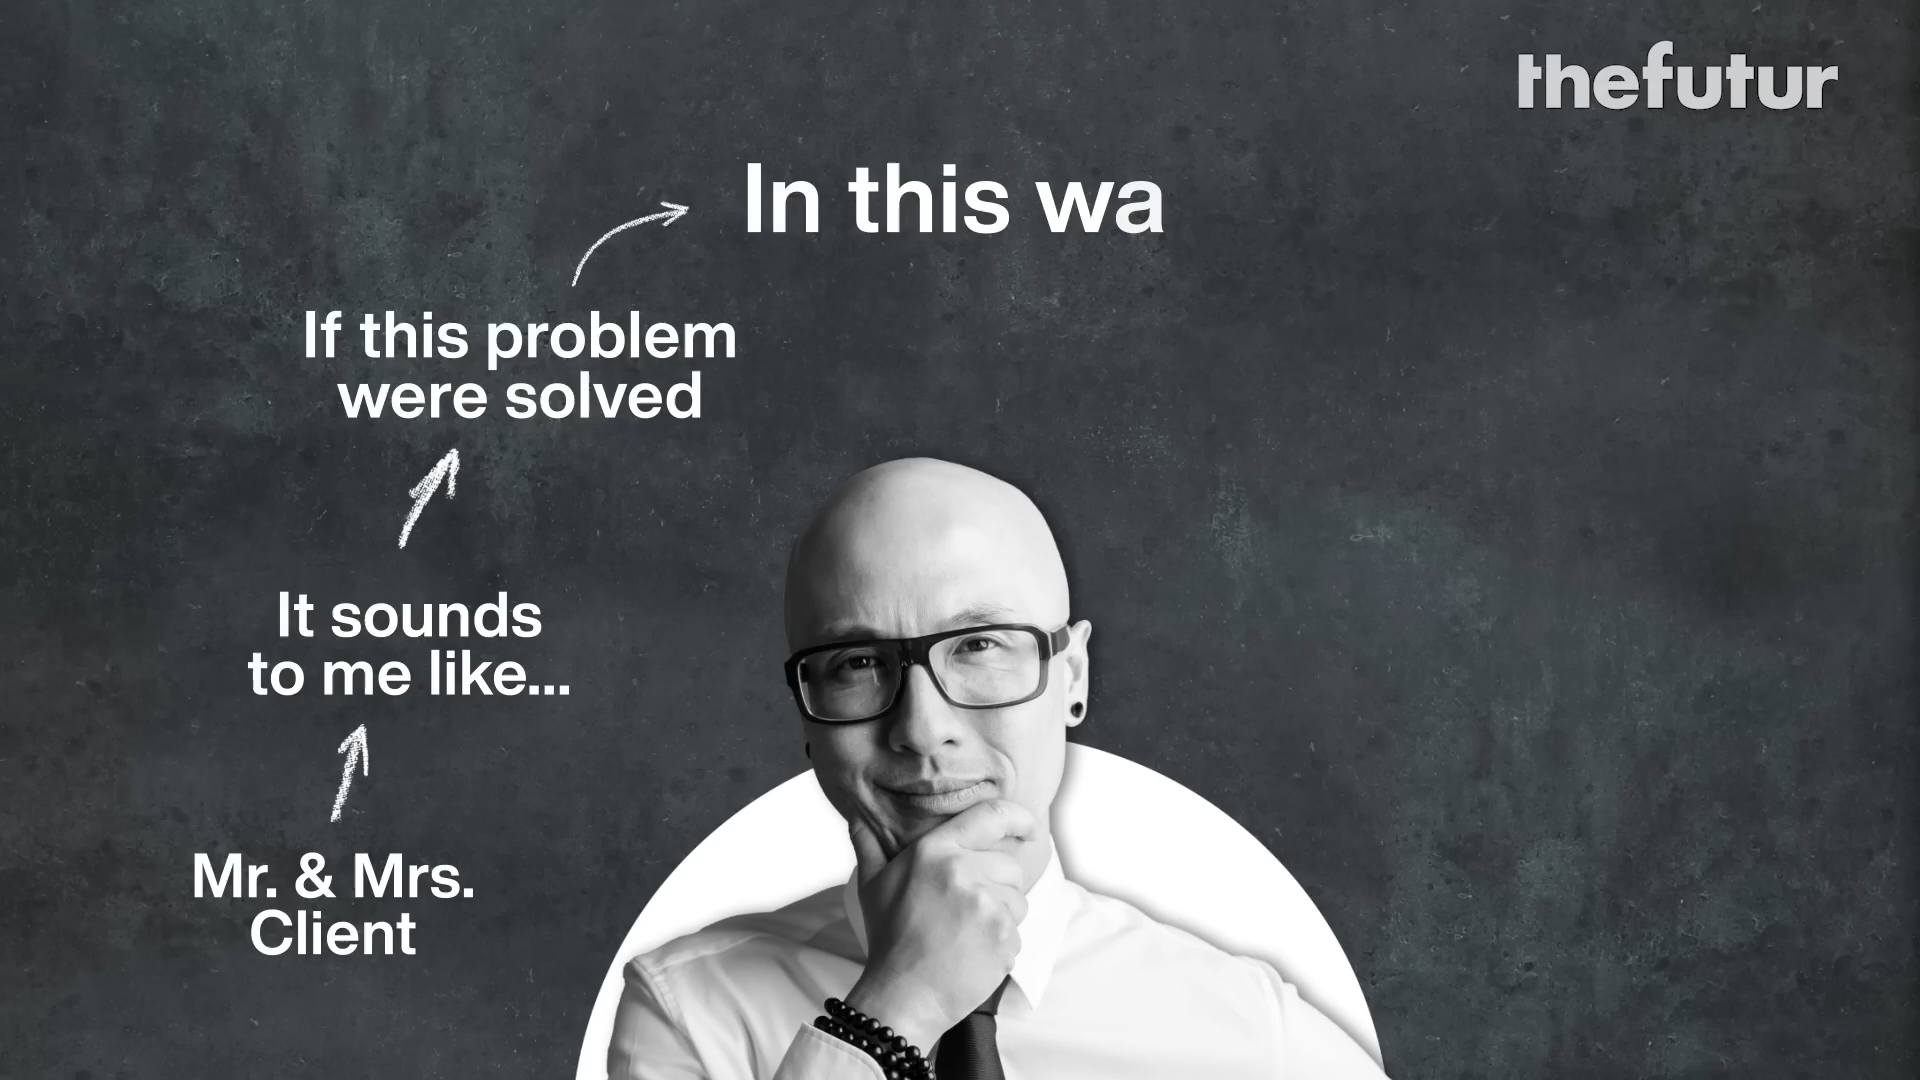 thefutur
In this wa
If this problem
were solved
It sounds
to me like...
Mr. & Mrs.
Client